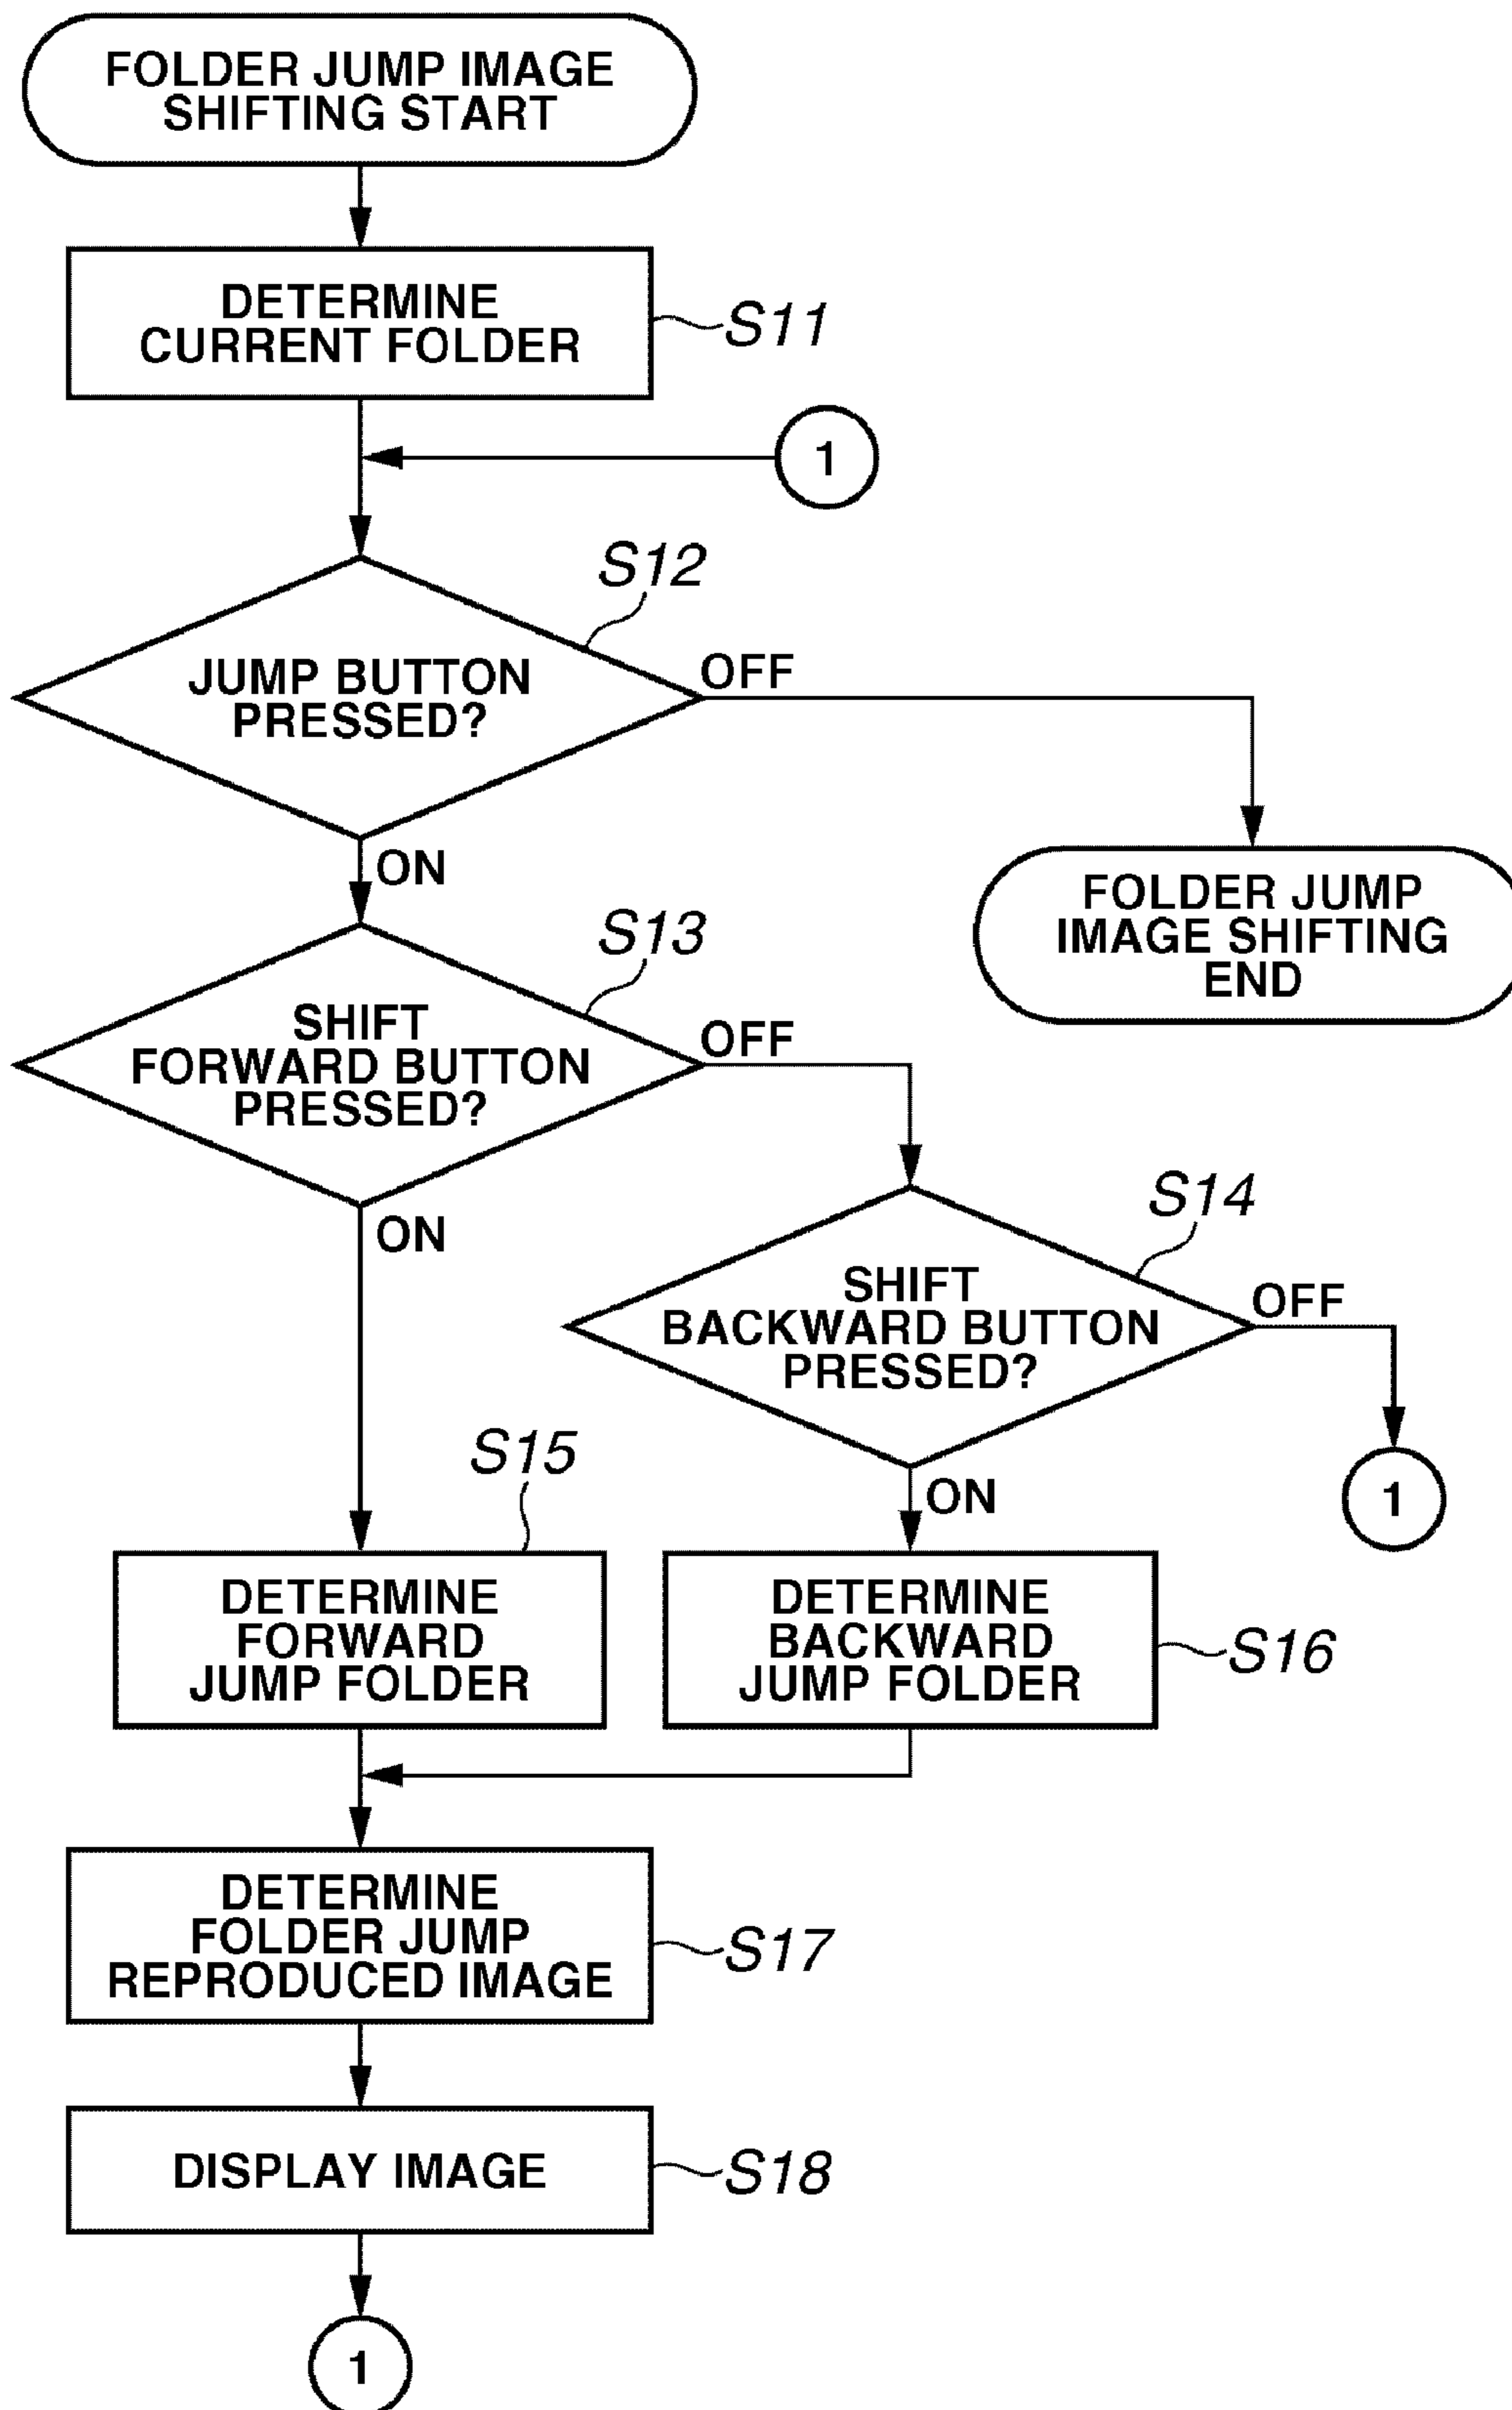 FOLDER JUMP IMAGE
SHIFTING START
DETERMINE
CURRENT FOLDER
S11
1
S12
JUMP BUTTON
PRESSED?
OFF
ON
FOLDER JUMP
IMAGE SHIFTING
END
S13
SHIFT
FORWARD BUTTON
PRESSED?
OFF
ON
S14
SHIFT
BACKWARD BUTTON
PRESSED?
OFF
ON
1
S15
DETERMINE
FORWARD
JUMP FOLDER
DETERMINE
BACKWARD
JUMP FOLDER
S16
DETERMINE
FOLDER JUMP
REPRODUCED IMAGE
S17
DISPLAY IMAGE
S18
1